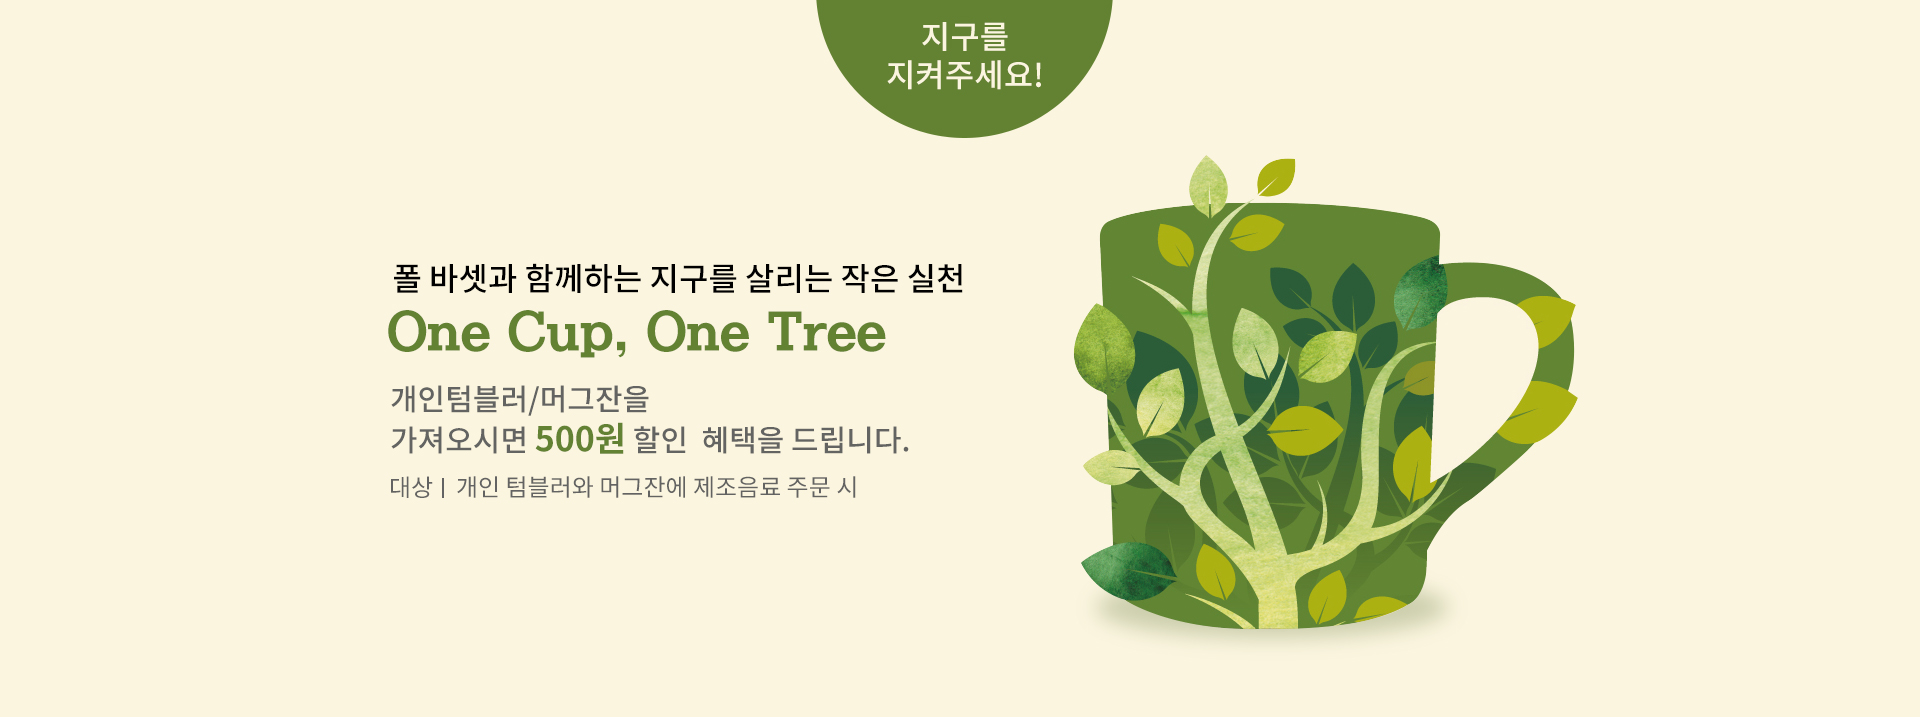 지구를
지켜주세요!
폴 바셋과 함께하는 지구를 살리는 작은 실천
One Cup, One Tree
개인텀블러/머그잔을
가져오시면 500원 할인 혜택을 드립니다.
대상 | 개인 텀블러와 머그잔에 제조음료 주문 시